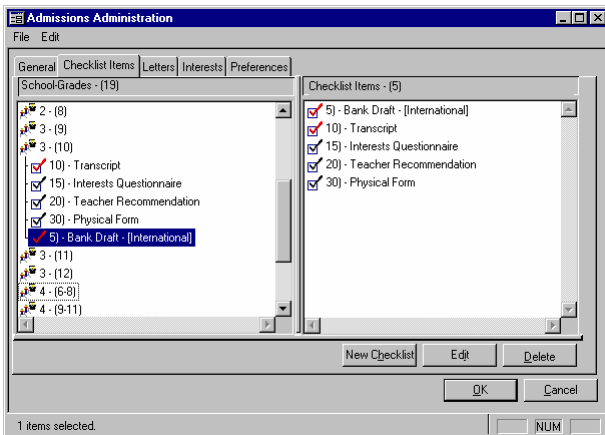 Admissions Administration
File Edit
General Checklist Items Letters Interests Preferences
School-Grades - (19)
2 - (8)
3 - (9)
3 - (10)
10) - Transcript
15) - Interests Questionnaire
20) - Teacher Recommendation
30) - Physical Form
5) - Bank Draft - [International]
3 - (11)
3 - (12)
4 - (6-8)
4 - (9-11)
Checklist Items - (5)
5) - Bank Draft - [International]
10) - Transcript
15) - Interests Questionnaire
20) - Teacher Recommendation
30) - Physical Form
New Checklist Edit Delete
OK Cancel
1 items selected. NUM